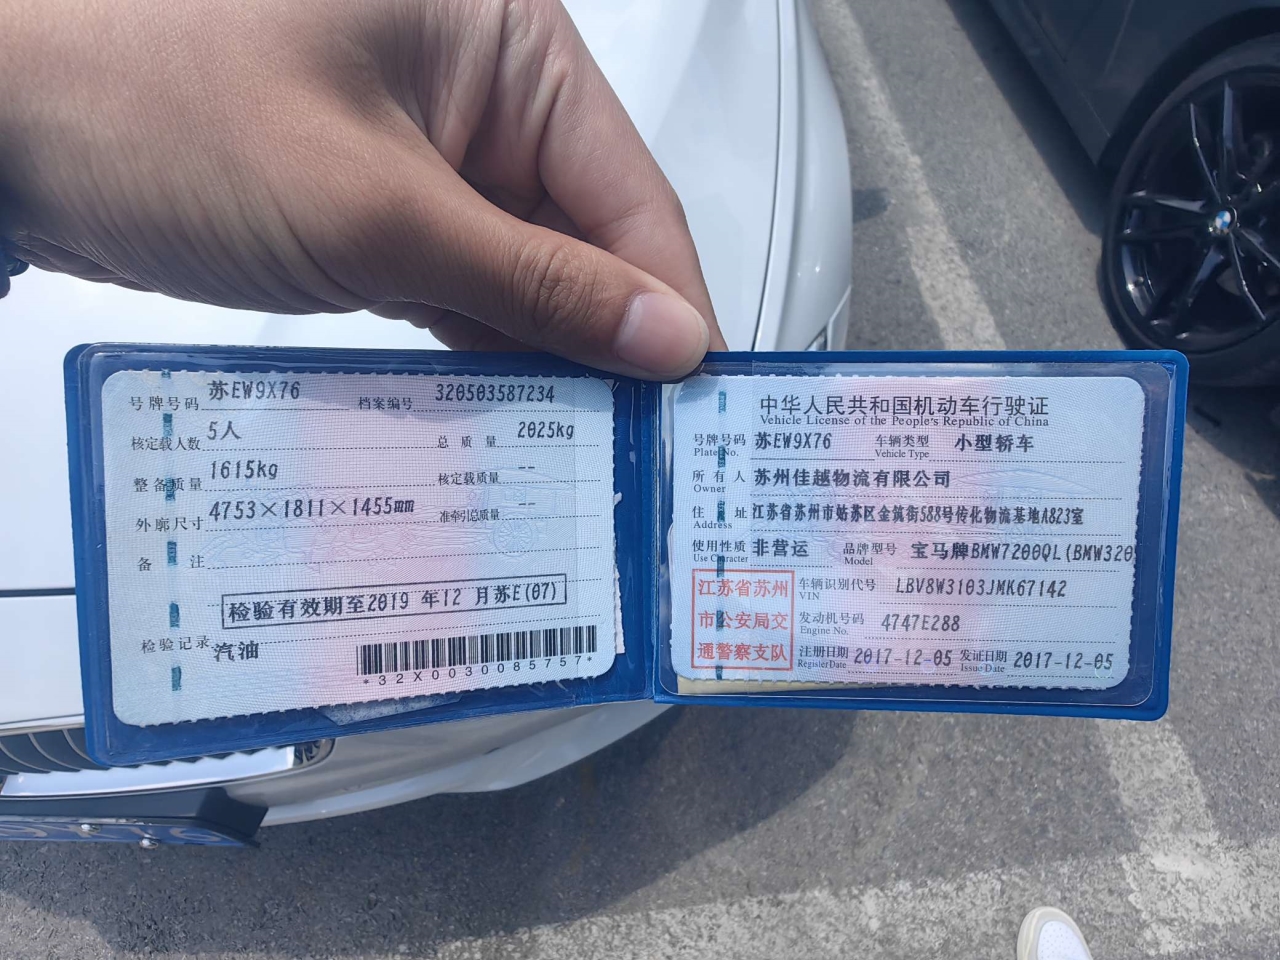 号牌号码 苏EW9X76 档案编号 320503587234
核定载人数 5人 总质量 2025kg
整备质量 1615kg 核定载质量 --
外廓尺寸 4753×1811×1455mm 准牵引总质量 --
备注
检验有效期至2019 年12 月苏E(07)
检验记录 汽油
*32X0030085757*
中华人民共和国机动车行驶证
Vehicle License of the People's Republic of China
号牌号码 苏EW9X76 车辆类型 小型轿车
Plate No. Vehicle Type
所有人 苏州佳越物流有限公司
Owner
住址 江苏省苏州市姑苏区金筑街588号传化物流基地A823室
Address
使用性质 非营运 品牌型号 宝马牌BMW7200QL(BMW320
Use Character Model
江苏省苏州 车辆识别代号 LBV8W3103JMK67142
VIN
市公安局交 发动机号码 4747E288
Engine No.
通警察支队 注册日期 2017-12-05 发证日期 2017-12-05
Register Date Issue Date